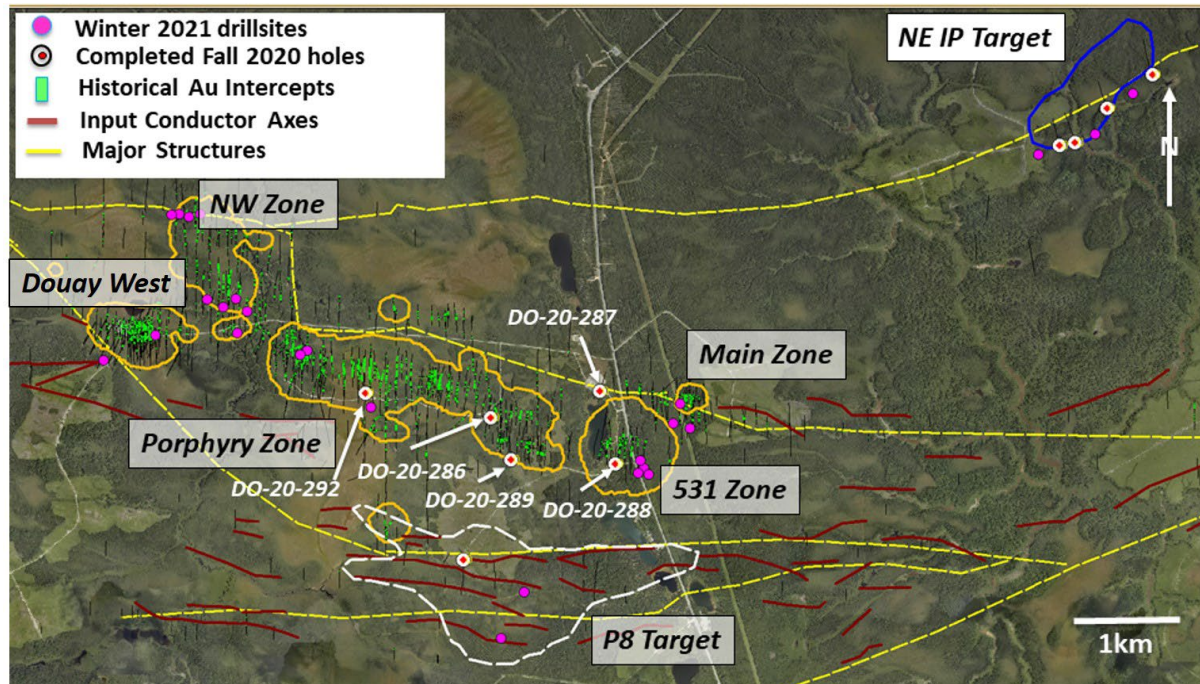 Winter 2021 drillsites
Completed Fall 2020 holes
Historical Au Intercepts
Input Conductor Axes
Major Structures
NE IP Target
N
NW Zone
Douay West
DO-20-287
Main Zone
Porphyry Zone
DO-20-286
DO-20-292
DO-20-289
DO-20-288
531 Zone
P8 Target
1km